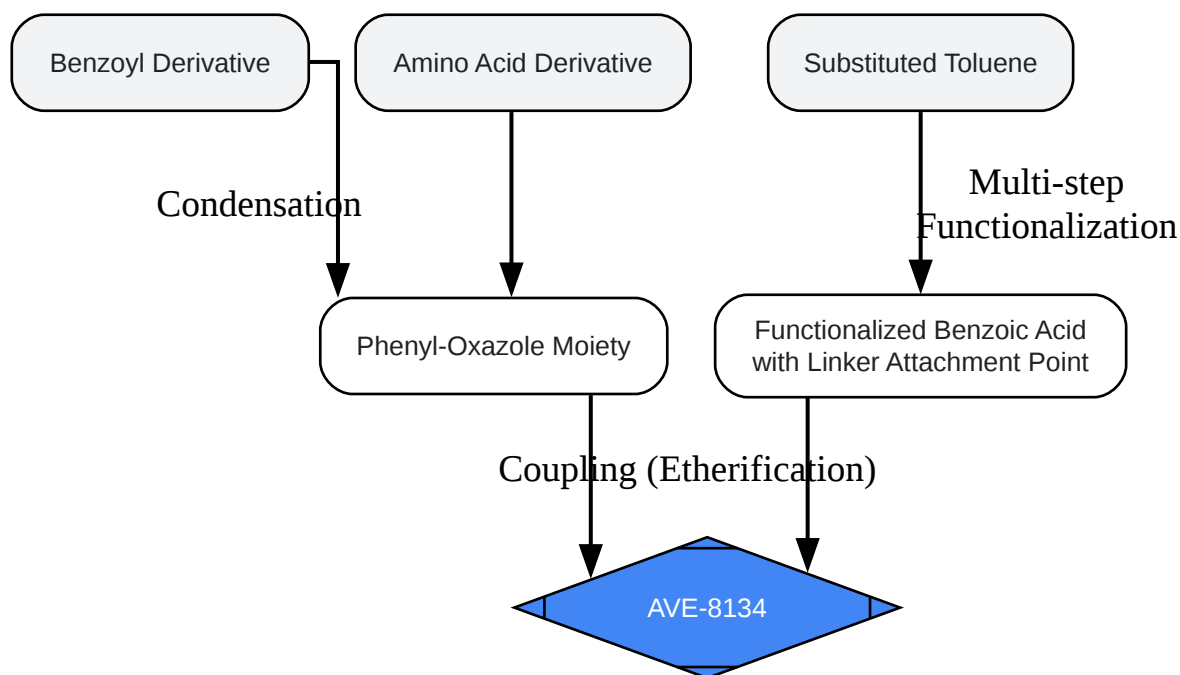 Benzoyl Derivative
Amino Acid Derivative
Substituted Toluene
Condensation
Multi-step
Functionalization
Phenyl-Oxazole Moiety
Functionalized Benzoic Acid
with Linker Attachment Point
Coupling (Etherification)
AVE-8134